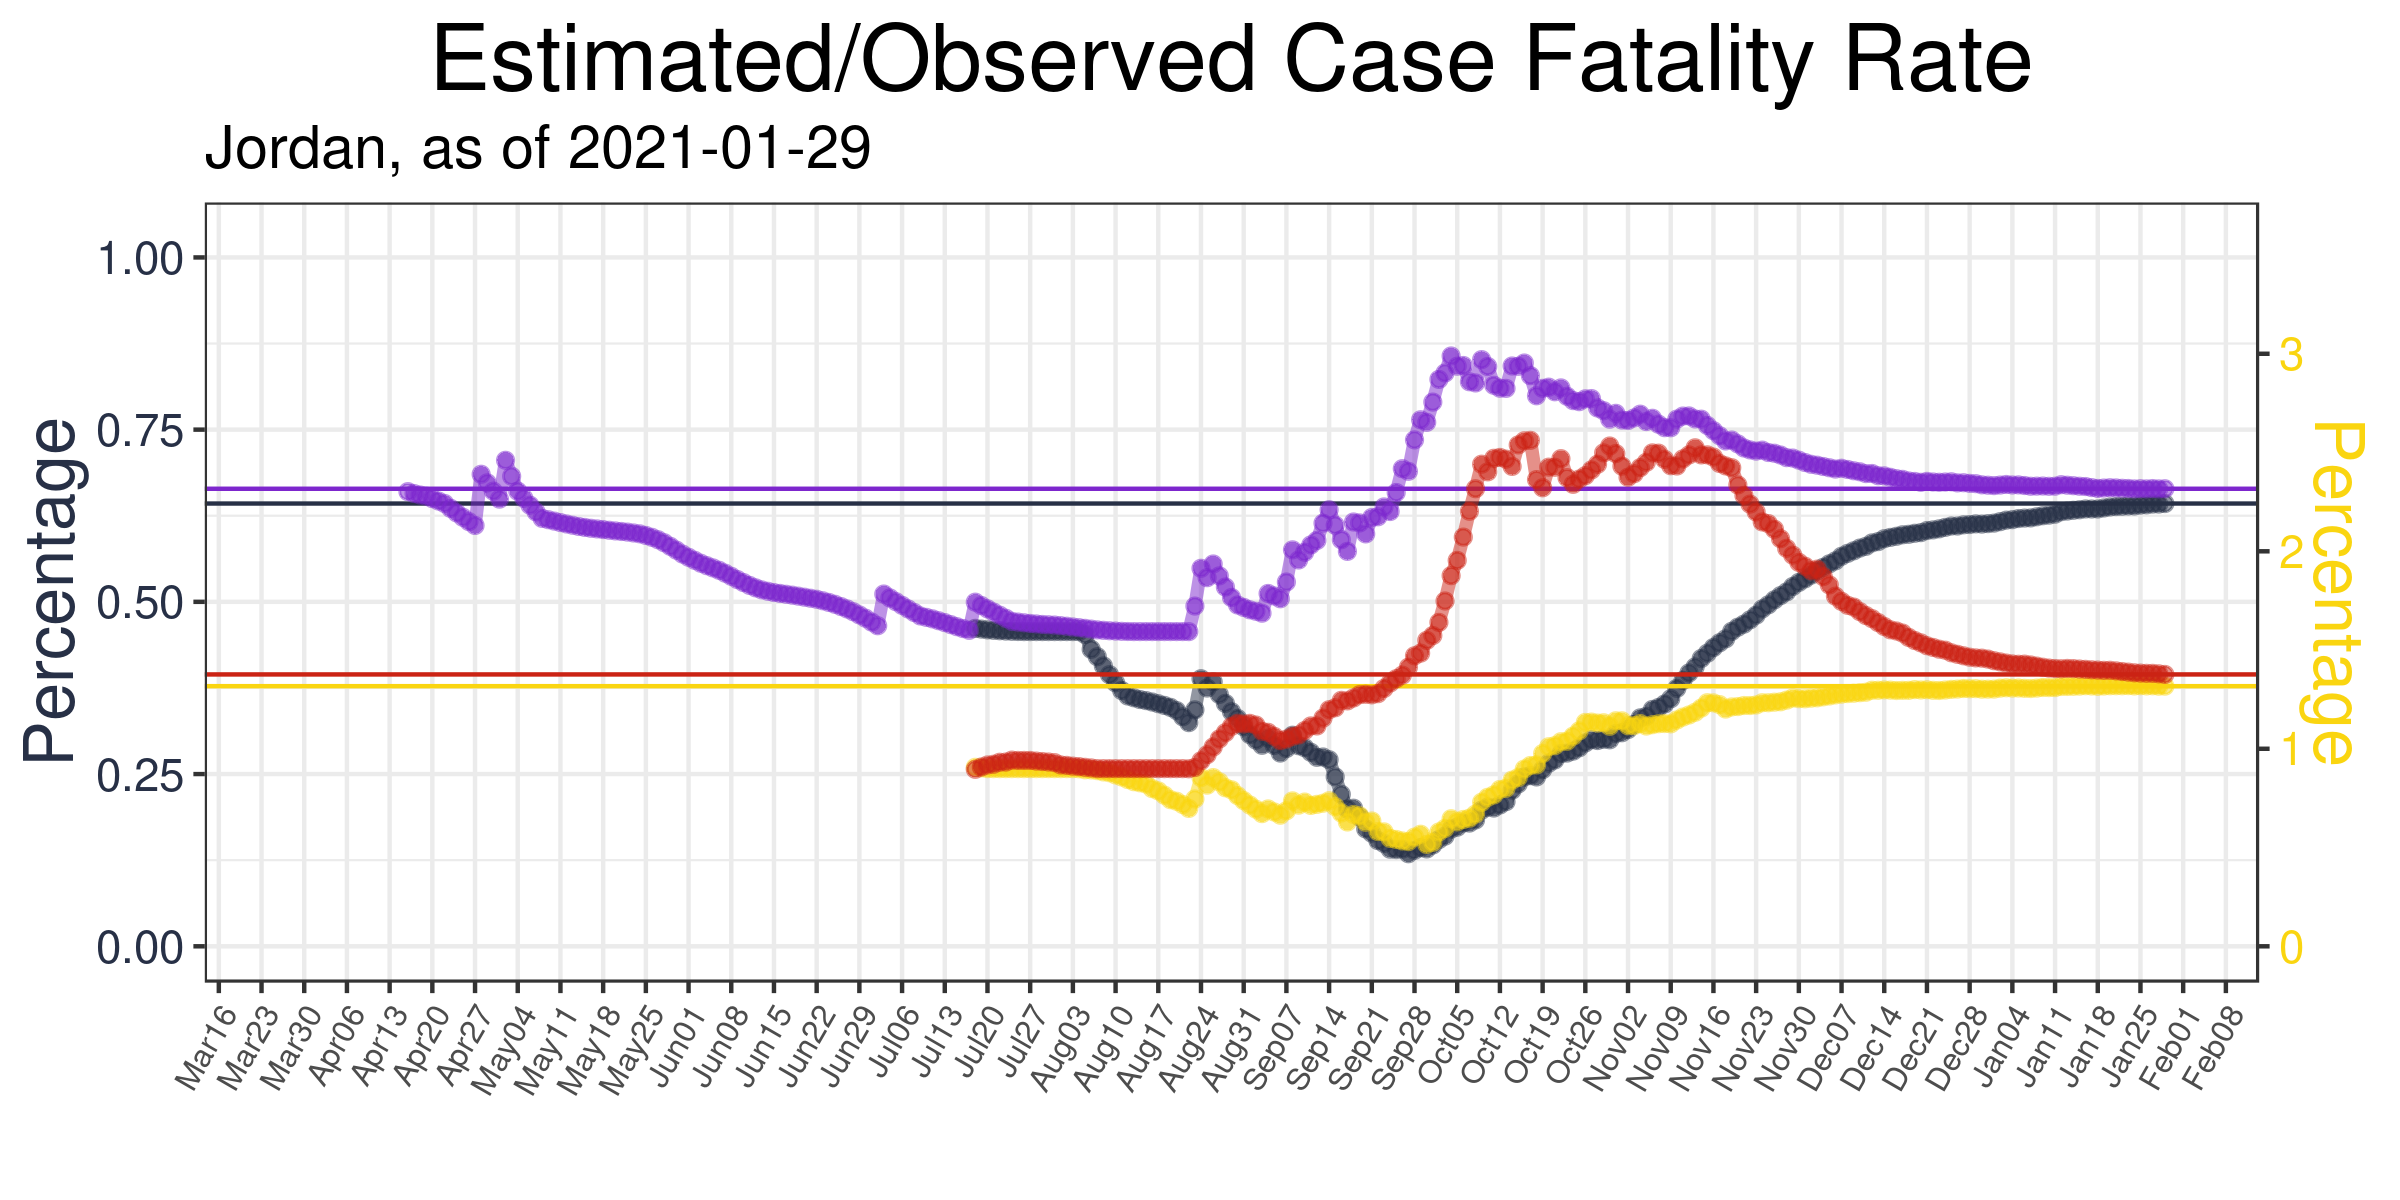 Estimated/Observed Case Fatality Rate
Jordan, as of 2021-01-29
Percentage
1.00
0.75
0.50
0.25
0.00
3
2
1
0
Percentage
Mar16
Mar23
Mar30
Apr06
Apr13
Apr20
Apr27
May04
May11
May18
May25
Jun01
Jun08
Jun15
Jun22
Jun29
Jul06
Jul13
Jul20
Jul27
Aug03
Aug10
Aug17
Aug24
Aug31
Sep07
Sep14
Sep21
Sep28
Oct05
Oct12
Oct19
Oct26
Nov02
Nov09
Nov16
Nov23
Nov30
Dec07
Dec14
Dec21
Dec28
Jan04
Jan11
Jan18
Jan25
Feb01
Feb08